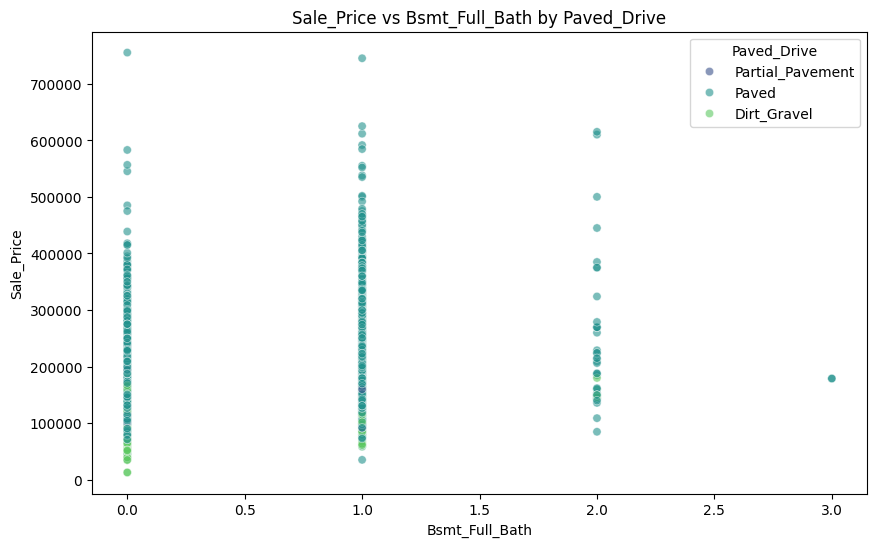 Sale_Price vs Bsmt_Full_Bath by Paved_Drive
Paved_Drive
Partial_Pavement
Paved
Dirt_Gravel
Sale_Price
700000
600000
500000
400000
300000
200000
100000
0
0.0 0.5 1.0 1.5 2.0 2.5 3.0
Bsmt_Full_Bath